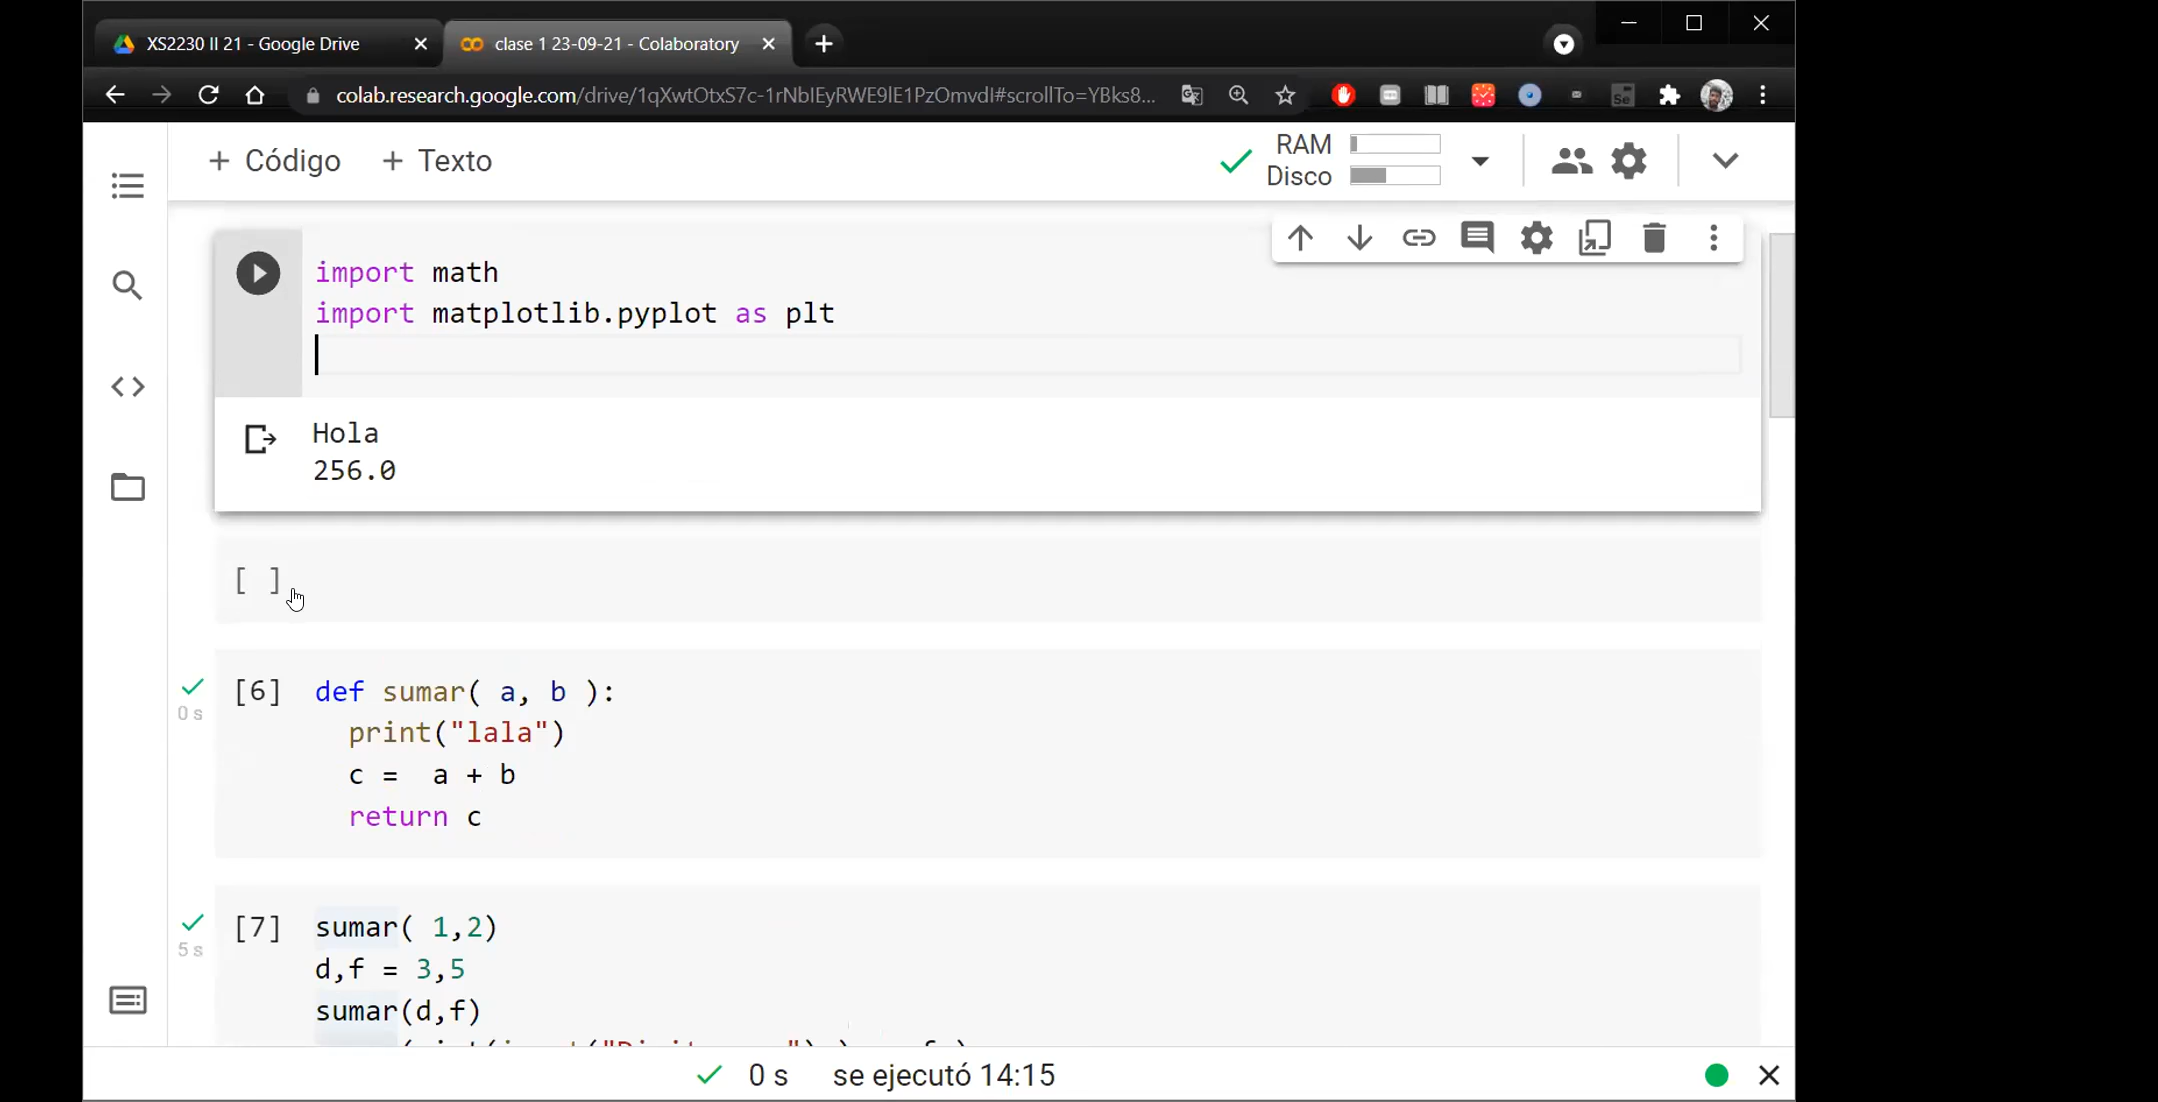 XS2230 II 21 - Google Drive
clase 1 23-09-21 - Colaboratory
colab.research.google.com/drive/1qXwtOtxS7c-1rNbIEyRWE9lE1PzOmvdI#scrollTo=YBks8...
+ Código + Texto
RAM
Disco
import math
import matplotlib.pyplot as plt
Hola
256.0
[ ]
0 s
[6] def sumar( a, b ):
print("lala")
c = a + b
return c
5 s
[7] sumar( 1,2)
d,f = 3,5
sumar(d,f)
0 s se ejecutó 14:15